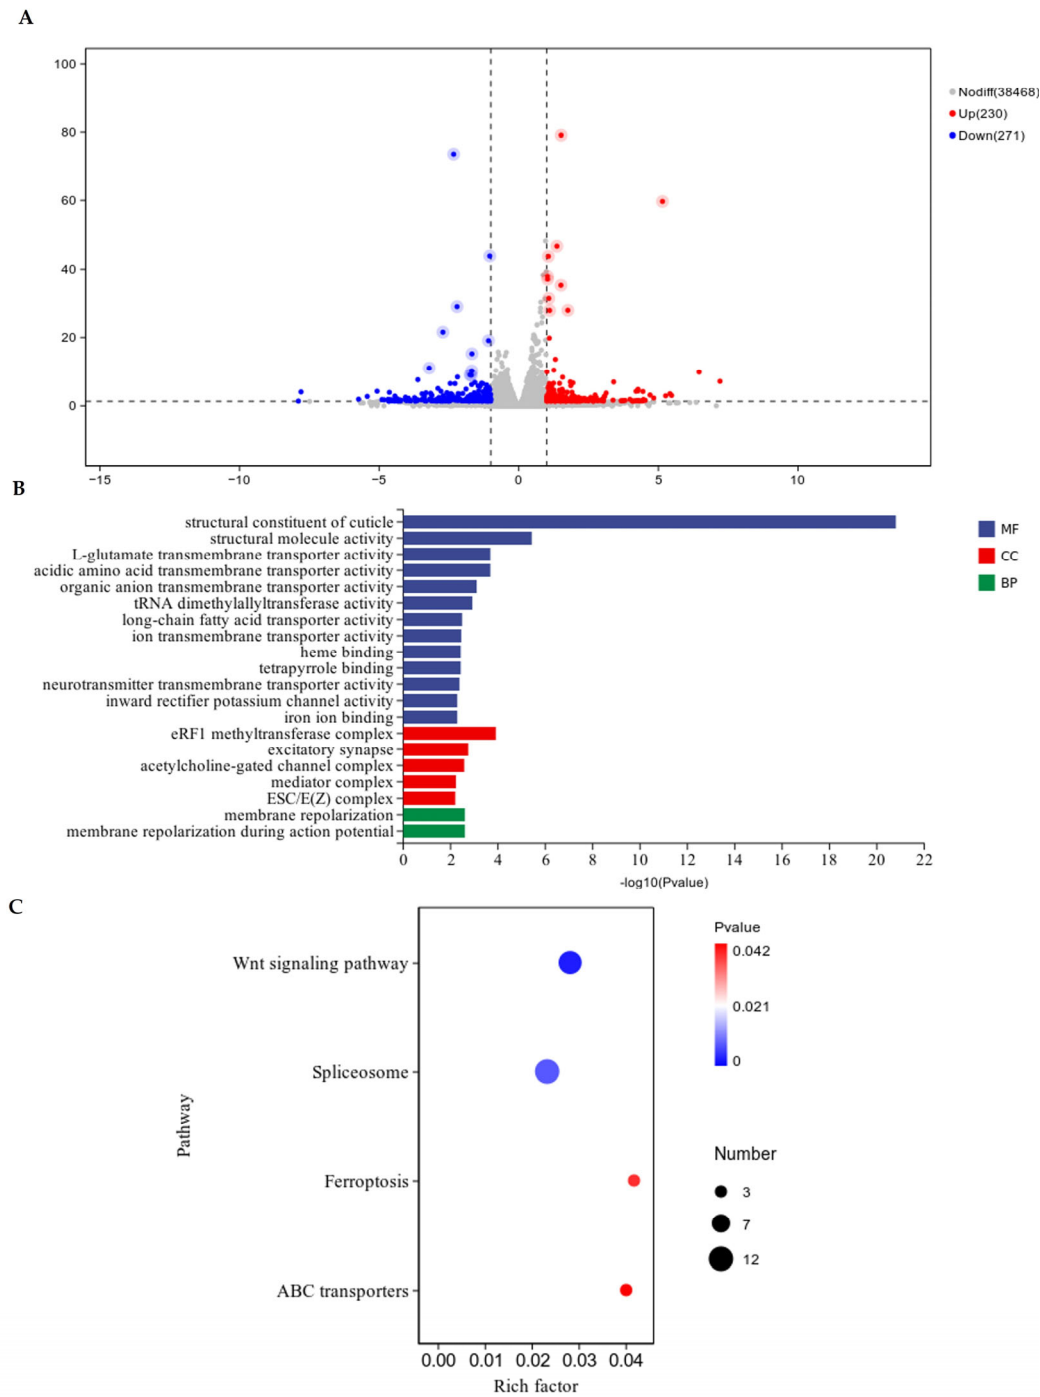 A
100
80
60
40
20
0
−15
−10
−5
0
5
10
Nodiff(38468)
Up(230)
Down(271)
B
structural constituent of cuticle
structural molecule activity
L-glutamate transmembrane transporter activity
acidic amino acid transmembrane transporter activity
organic anion transmembrane transporter activity
tRNA dimethylallyltransferase activity
long-chain fatty acid transporter activity
ion transmembrane transporter activity
heme binding
tetrapyrrole binding
neurotransmitter transmembrane transporter activity
inward rectifier potassium channel activity
iron ion binding
eRF1 methyltransferase complex
excitatory synapse
acetylcholine-gated channel complex
mediator complex
ESC/E(Z) complex
membrane repolarization
membrane repolarization during action potential
0 2 4 6 8 10 12 14 16 18 20 22
-log10(Pvalue)
MF
CC
BP
C
Pathway
Wnt signaling pathway
Spliceosome
Ferroptosis
ABC transporters
0.00 0.01 0.02 0.03 0.04
Rich factor
Pvalue
0.042
0.021
0
Number
3
7
12